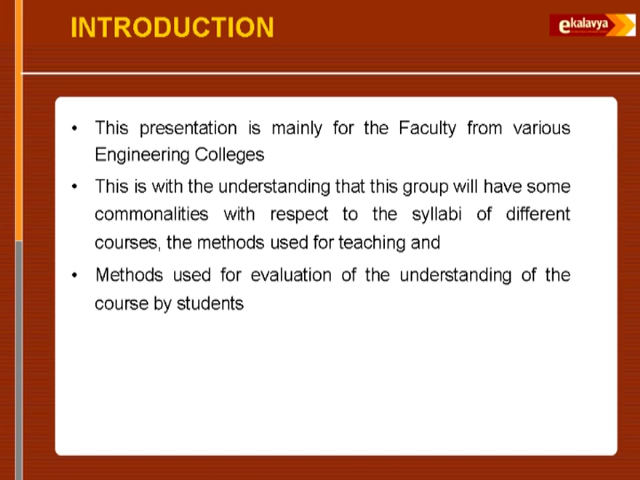 INTRODUCTION
ekalavya
• This presentation is mainly for the Faculty from various
Engineering Colleges
• This is with the understanding that this group will have some
commonalities with respect to the syllabi of different
courses, the methods used for teaching and
• Methods used for evaluation of the understanding of the
course by students